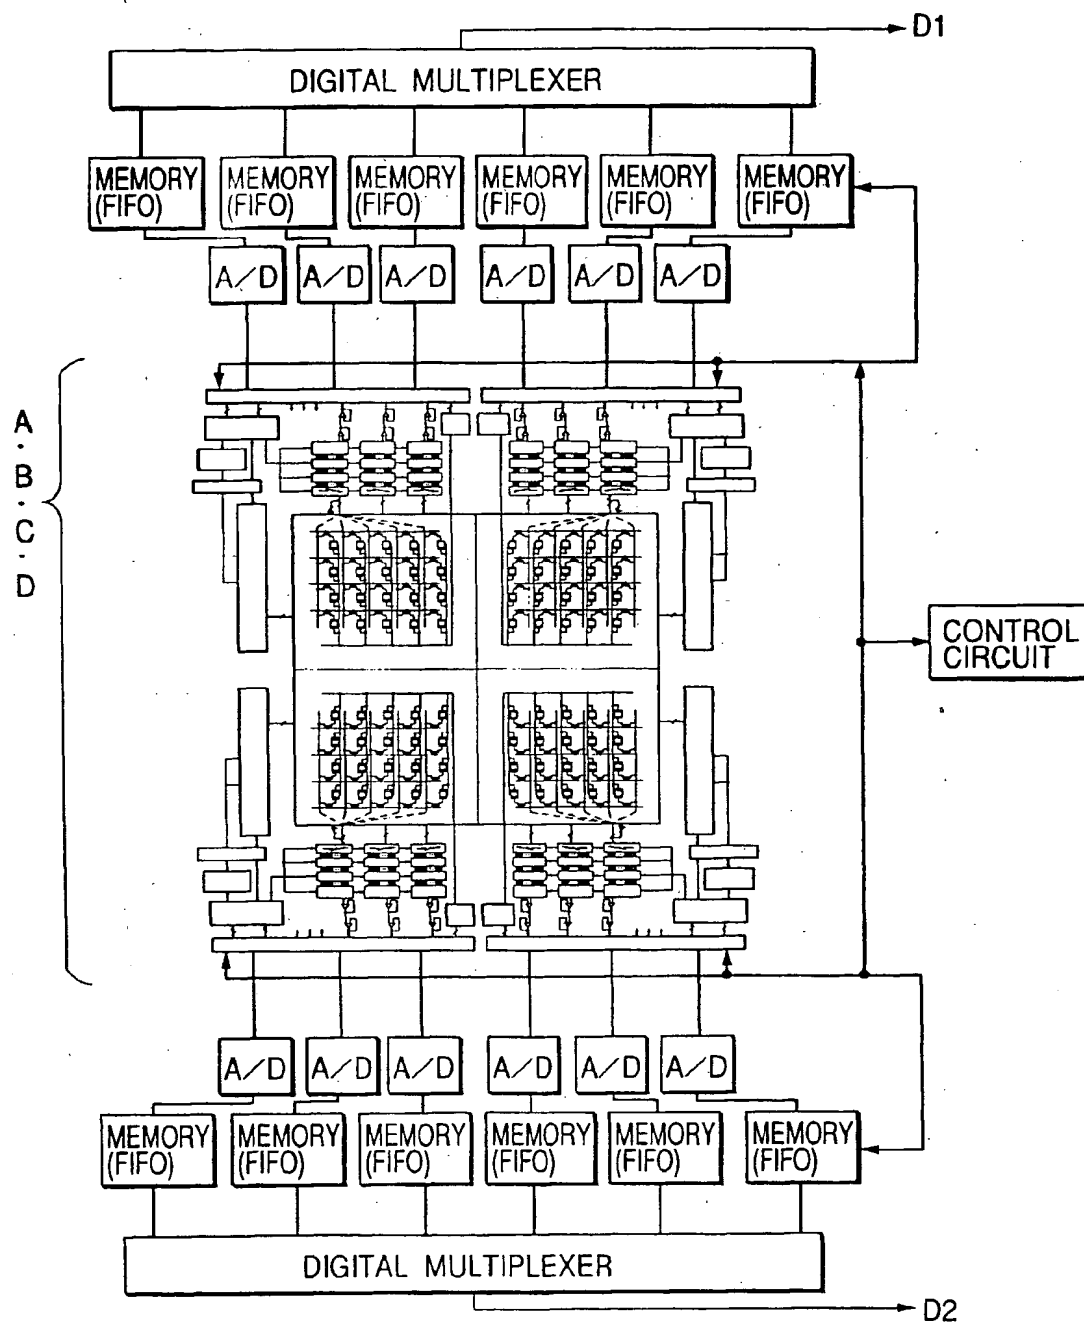 D1
DIGITAL MULTIPLEXER
MEMORY (FIFO)
MEMORY (FIFO)
MEMORY (FIFO)
MEMORY (FIFO)
MEMORY (FIFO)
MEMORY (FIFO)
A/D
A/D
A/D
A/D
A/D
A/D
A·B·C·D
CONTROL CIRCUIT
A/D
A/D
A/D
A/D
A/D
A/D
MEMORY (FIFO)
MEMORY (FIFO)
MEMORY (FIFO)
MEMORY (FIFO)
MEMORY (FIFO)
MEMORY (FIFO)
DIGITAL MULTIPLEXER
D2